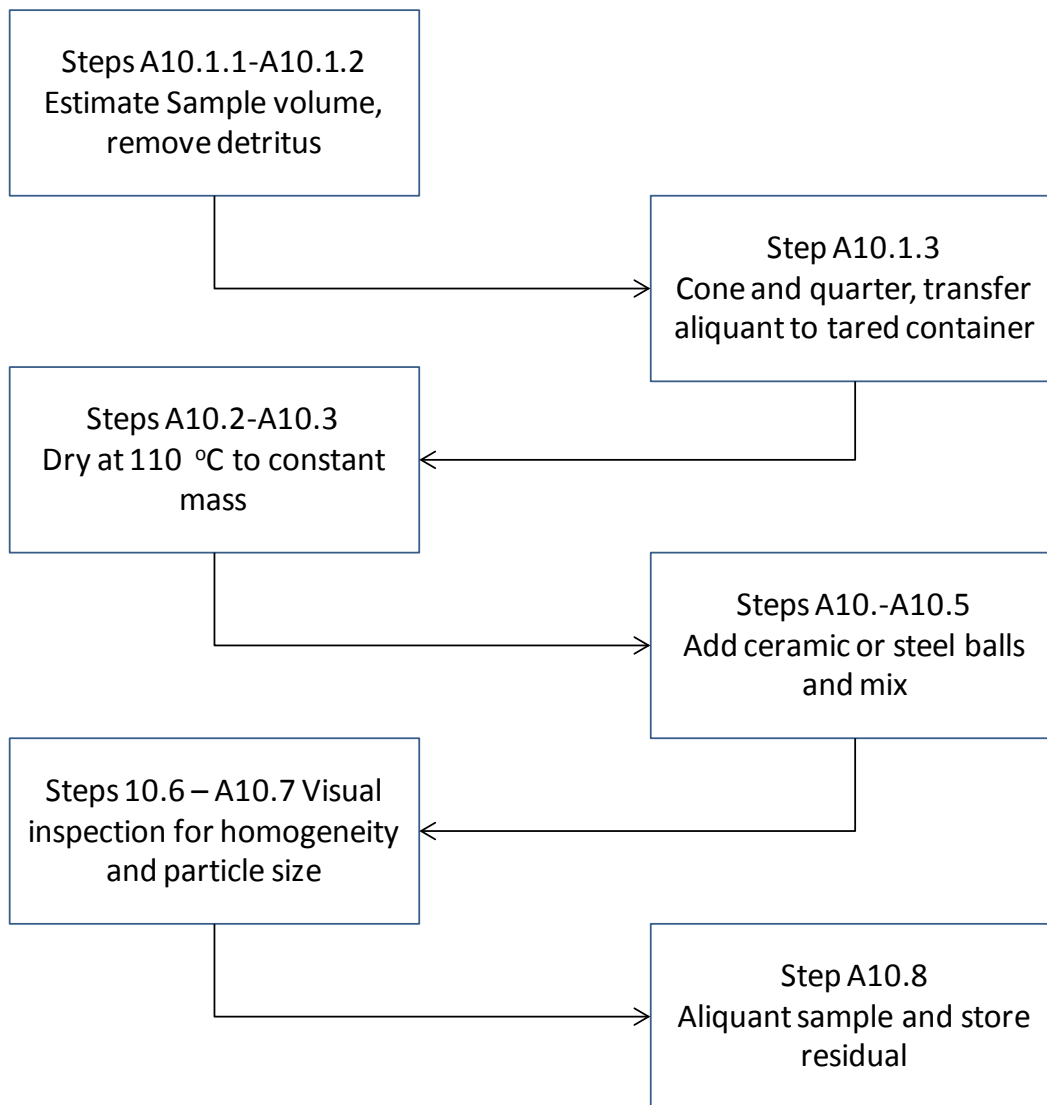 Steps A10.1.1-A10.1.2
Estimate Sample volume,
remove detritus
Step A10.1.3
Cone and quarter, transfer
aliquant to tared container
Steps A10.2-A10.3
Dry at 110 °C to constant
mass
Steps A10.-A10.5
Add ceramic or steel balls
and mix
Steps 10.6 – A10.7 Visual
inspection for homogeneity
and particle size
Step A10.8
Aliquant sample and store
residual